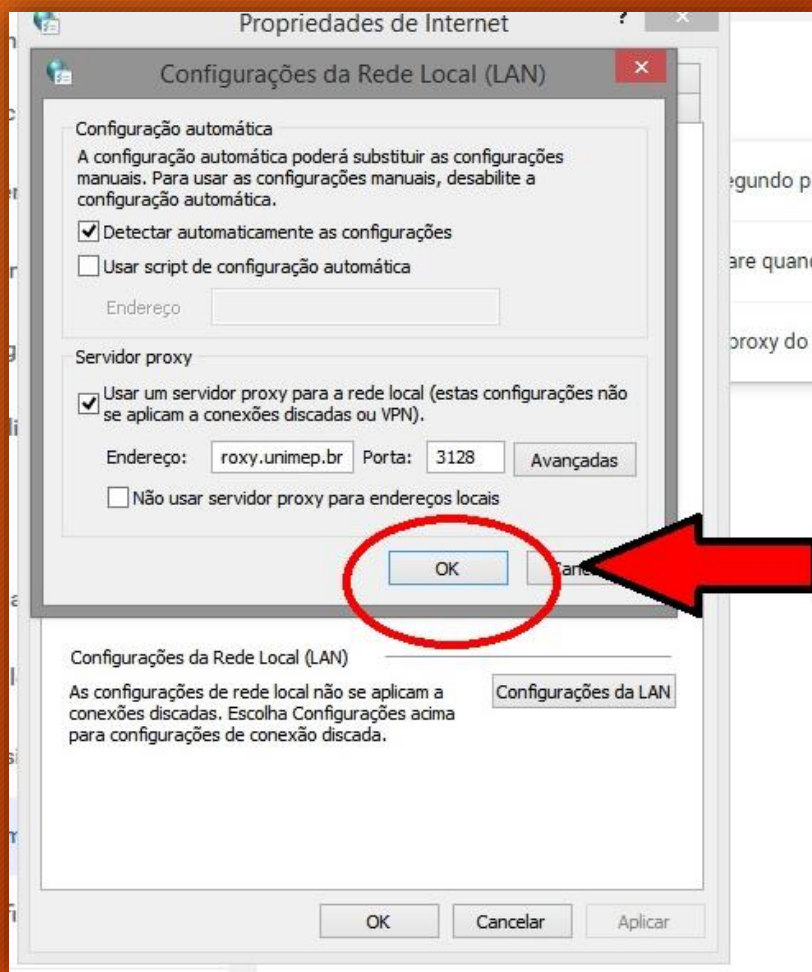 Propriedades de Internet
Configurações da Rede Local (LAN)
Configuração automática
A configuração automática poderá substituir as configurações
manuais. Para usar as configurações manuais, desabilite a
configuração automática.
Detectar automaticamente as configurações
Usar script de configuração automática
Endereço
Servidor proxy
Usar um servidor proxy para a rede local (estas configurações não
se aplicam a conexões discadas ou VPN).
Endereço: roxy.unimep.br Porta: 3128 Avançadas
Não usar servidor proxy para endereços locais
OK
Configurações da Rede Local (LAN)
As configurações de rede local não se aplicam a
conexões discadas. Escolha Configurações acima
para configurações de conexão discada.
Configurações da LAN
OK Cancelar Aplicar
egundo p
are quand
proxy do